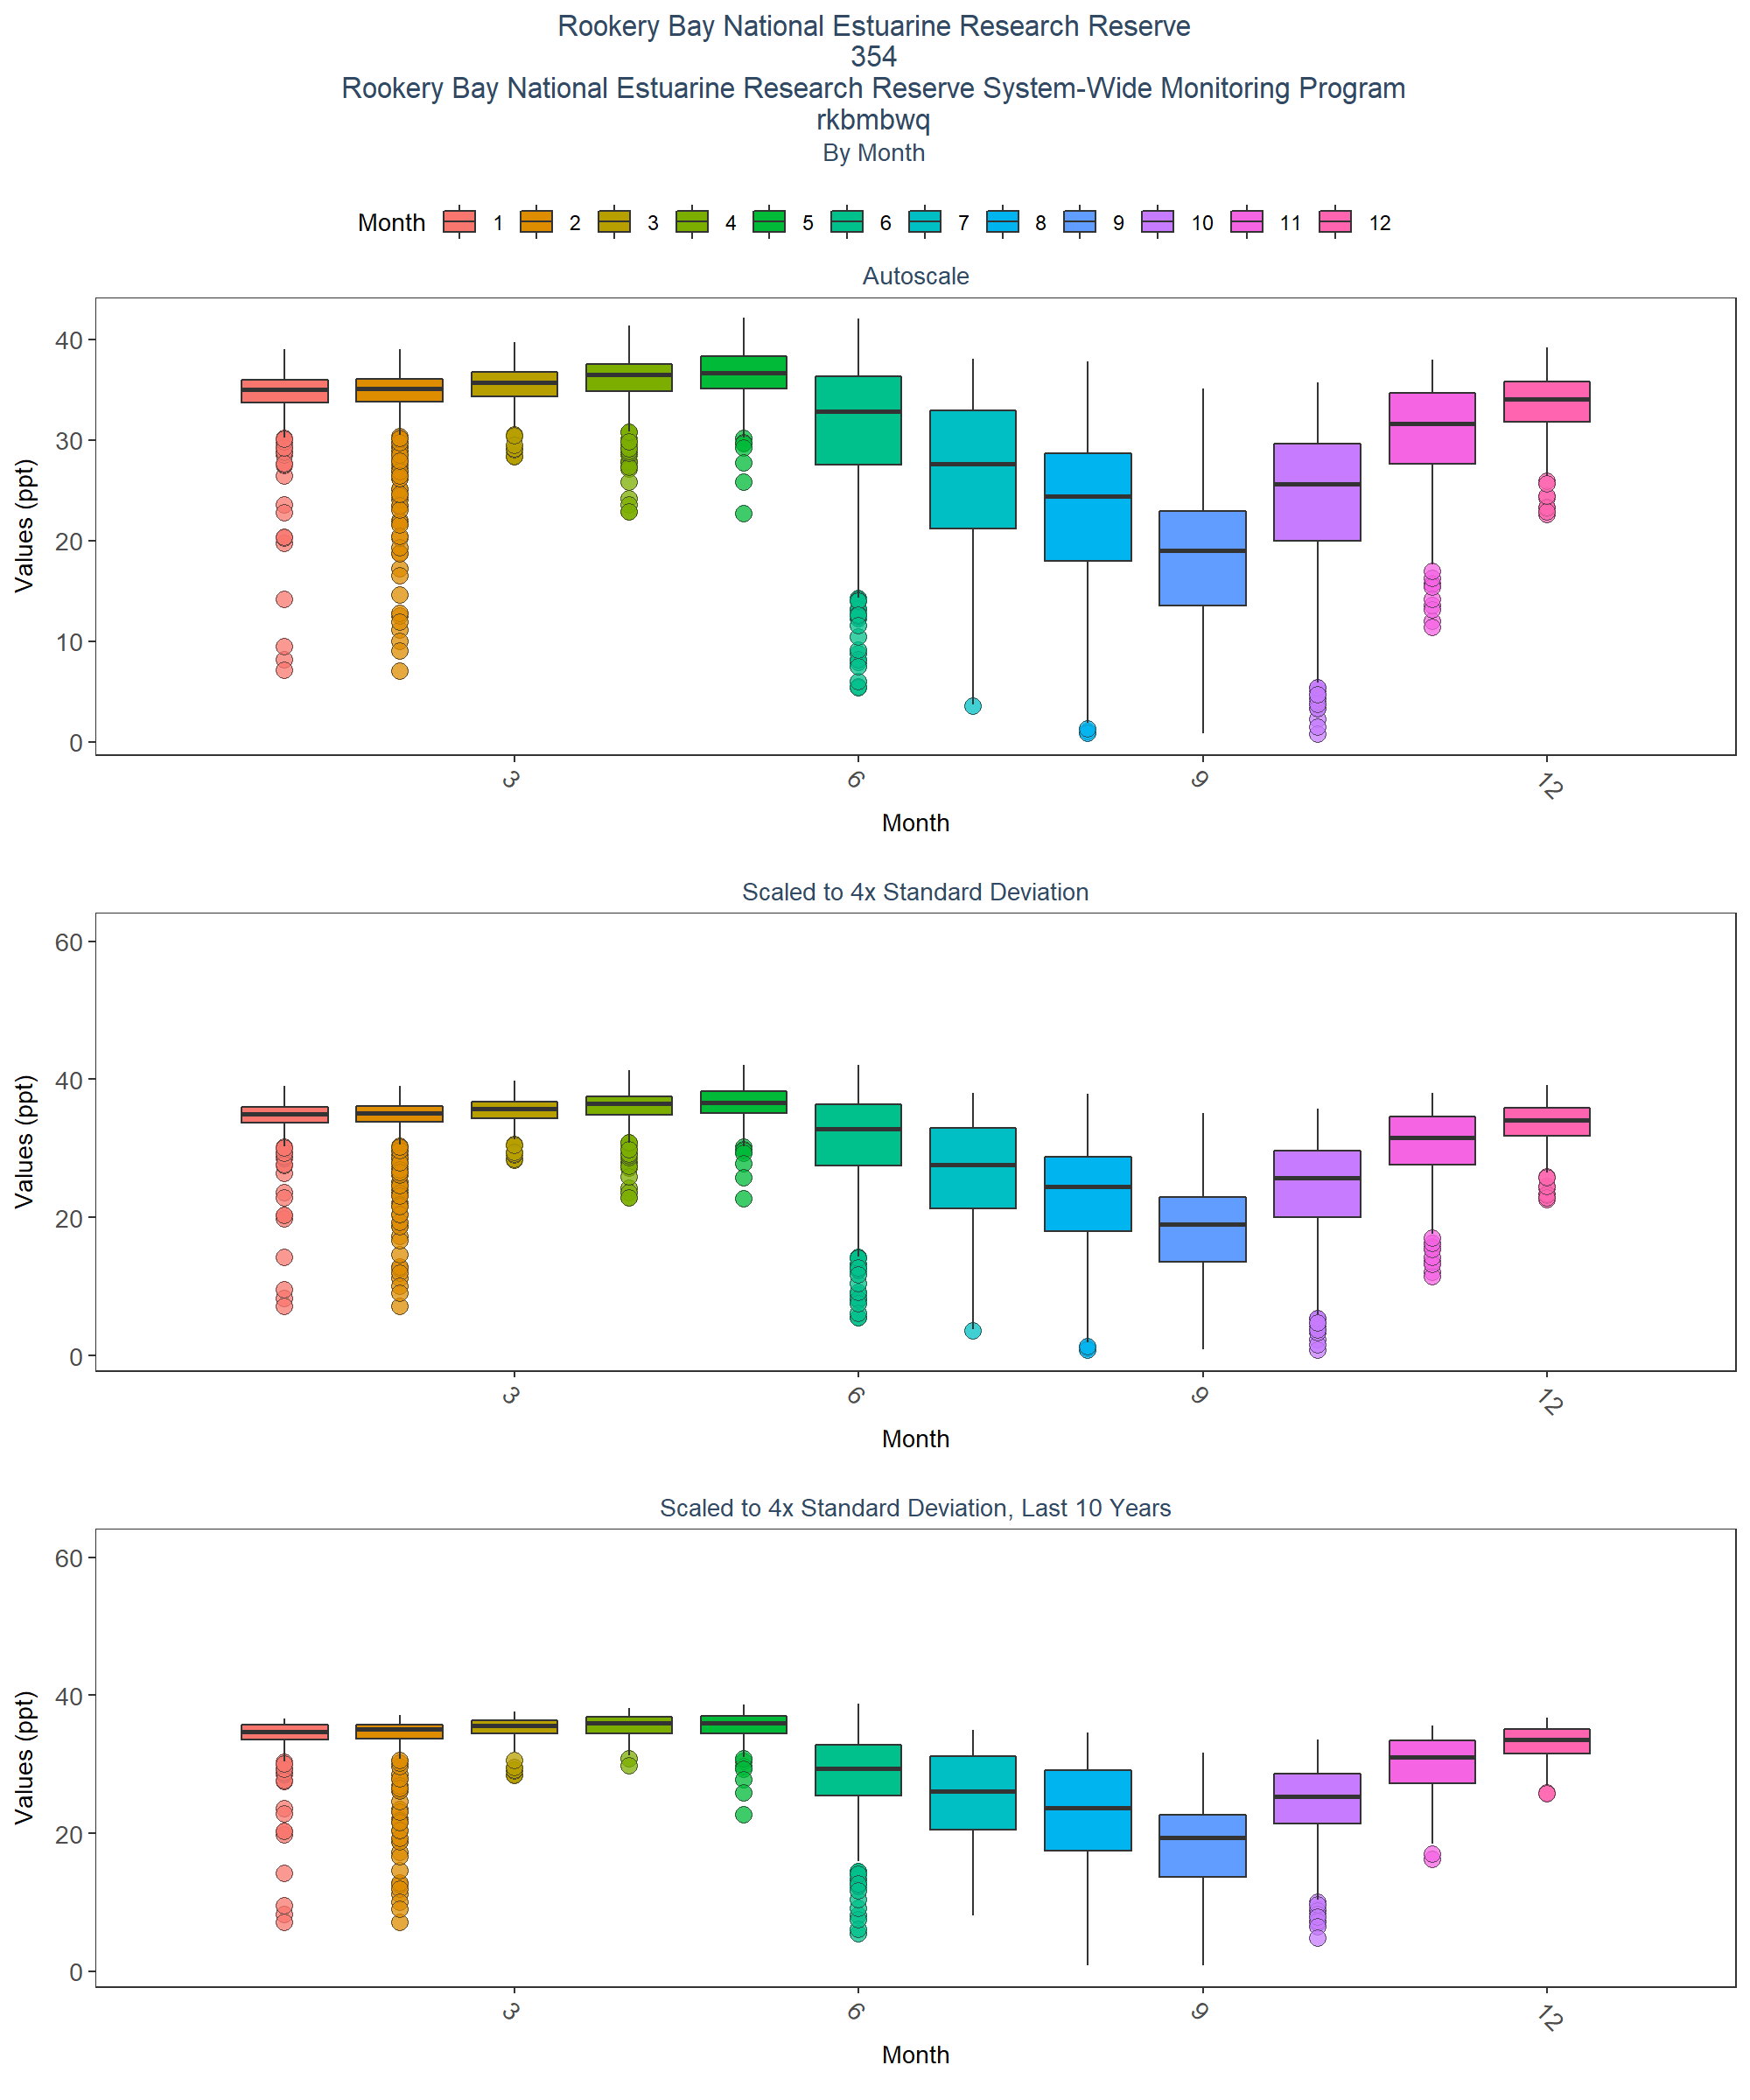 Rookery Bay National Estuarine Research Reserve
354
Rookery Bay National Estuarine Research Reserve System-Wide Monitoring Program
rkbmbwq
By Month
Month 1 2 3 4 5 6 7 8 9 10 11 12
Autoscale
Values (ppt)
40
30
20
10
0
3 6 9 12
Month
Scaled to 4x Standard Deviation
Values (ppt)
60
40
20
0
3 6 9 12
Month
Scaled to 4x Standard Deviation, Last 10 Years
Values (ppt)
60
40
20
0
3 6 9 12
Month